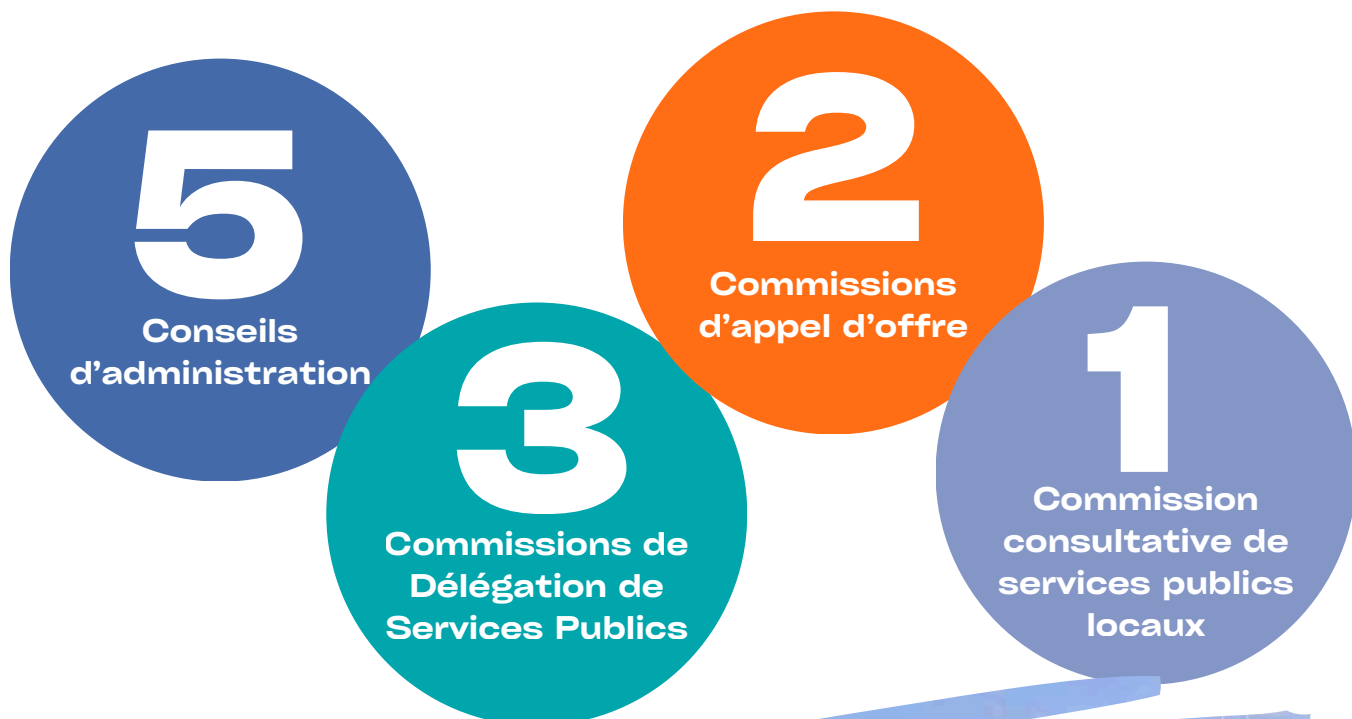 5
Conseils
d'administration
3
Commissions de
Délégation de
Services Publics
2
Commissions
d'appel d'offre
1
Commission
consultative de
services publics
locaux